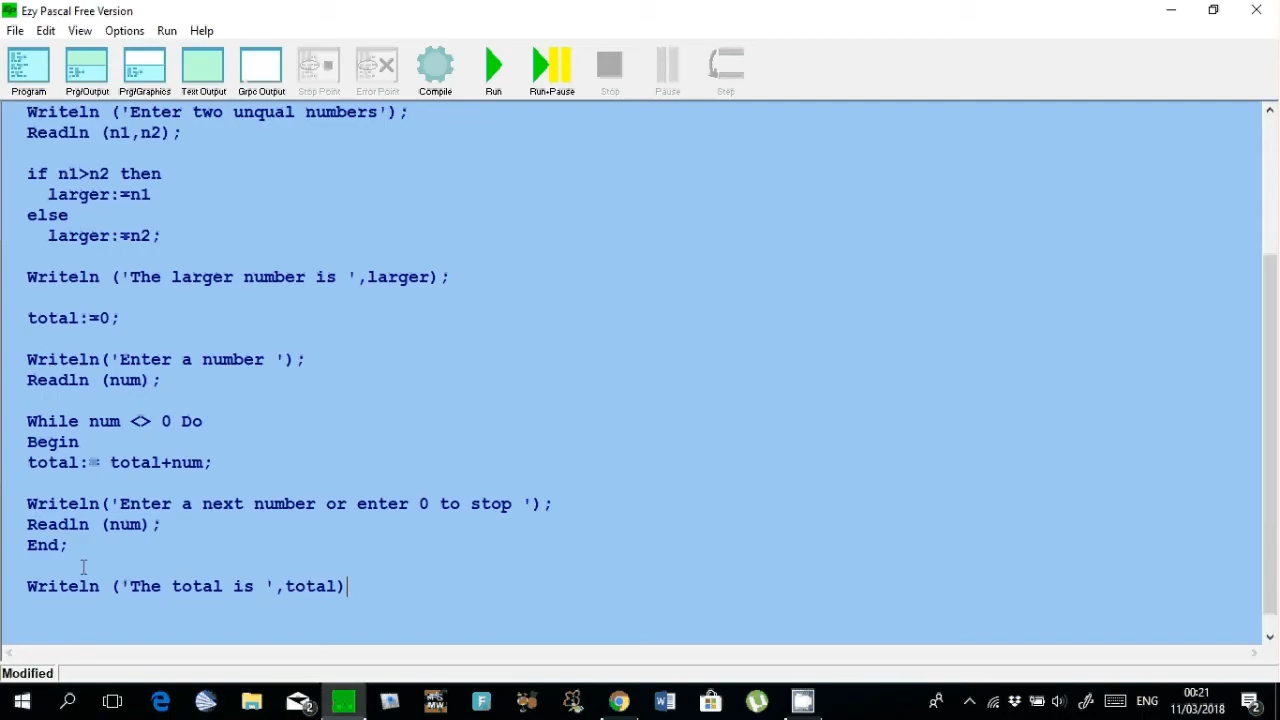 Ezy Pascal Free Version
File Edit View Options Run Help
Program Prg/Output Prg/Graphics Text Output Grpc Output Stop Point Error Point Compile Run Run+Pause Stop Pause Step
Writeln ('Enter two unqual numbers');
Readln (n1,n2);
if n1>n2 then
larger:=n1
else
larger:=n2;
Writeln ('The larger number is ',larger);
total:=0;
Writeln('Enter a number ');
Readln (num);
While num <> 0 Do
Begin
total:= total+num;
Writeln('Enter a next number or enter 0 to stop ');
Readln (num);
End;
Writeln ('The total is ',total)
Modified
ENG
00:21
11/03/2018